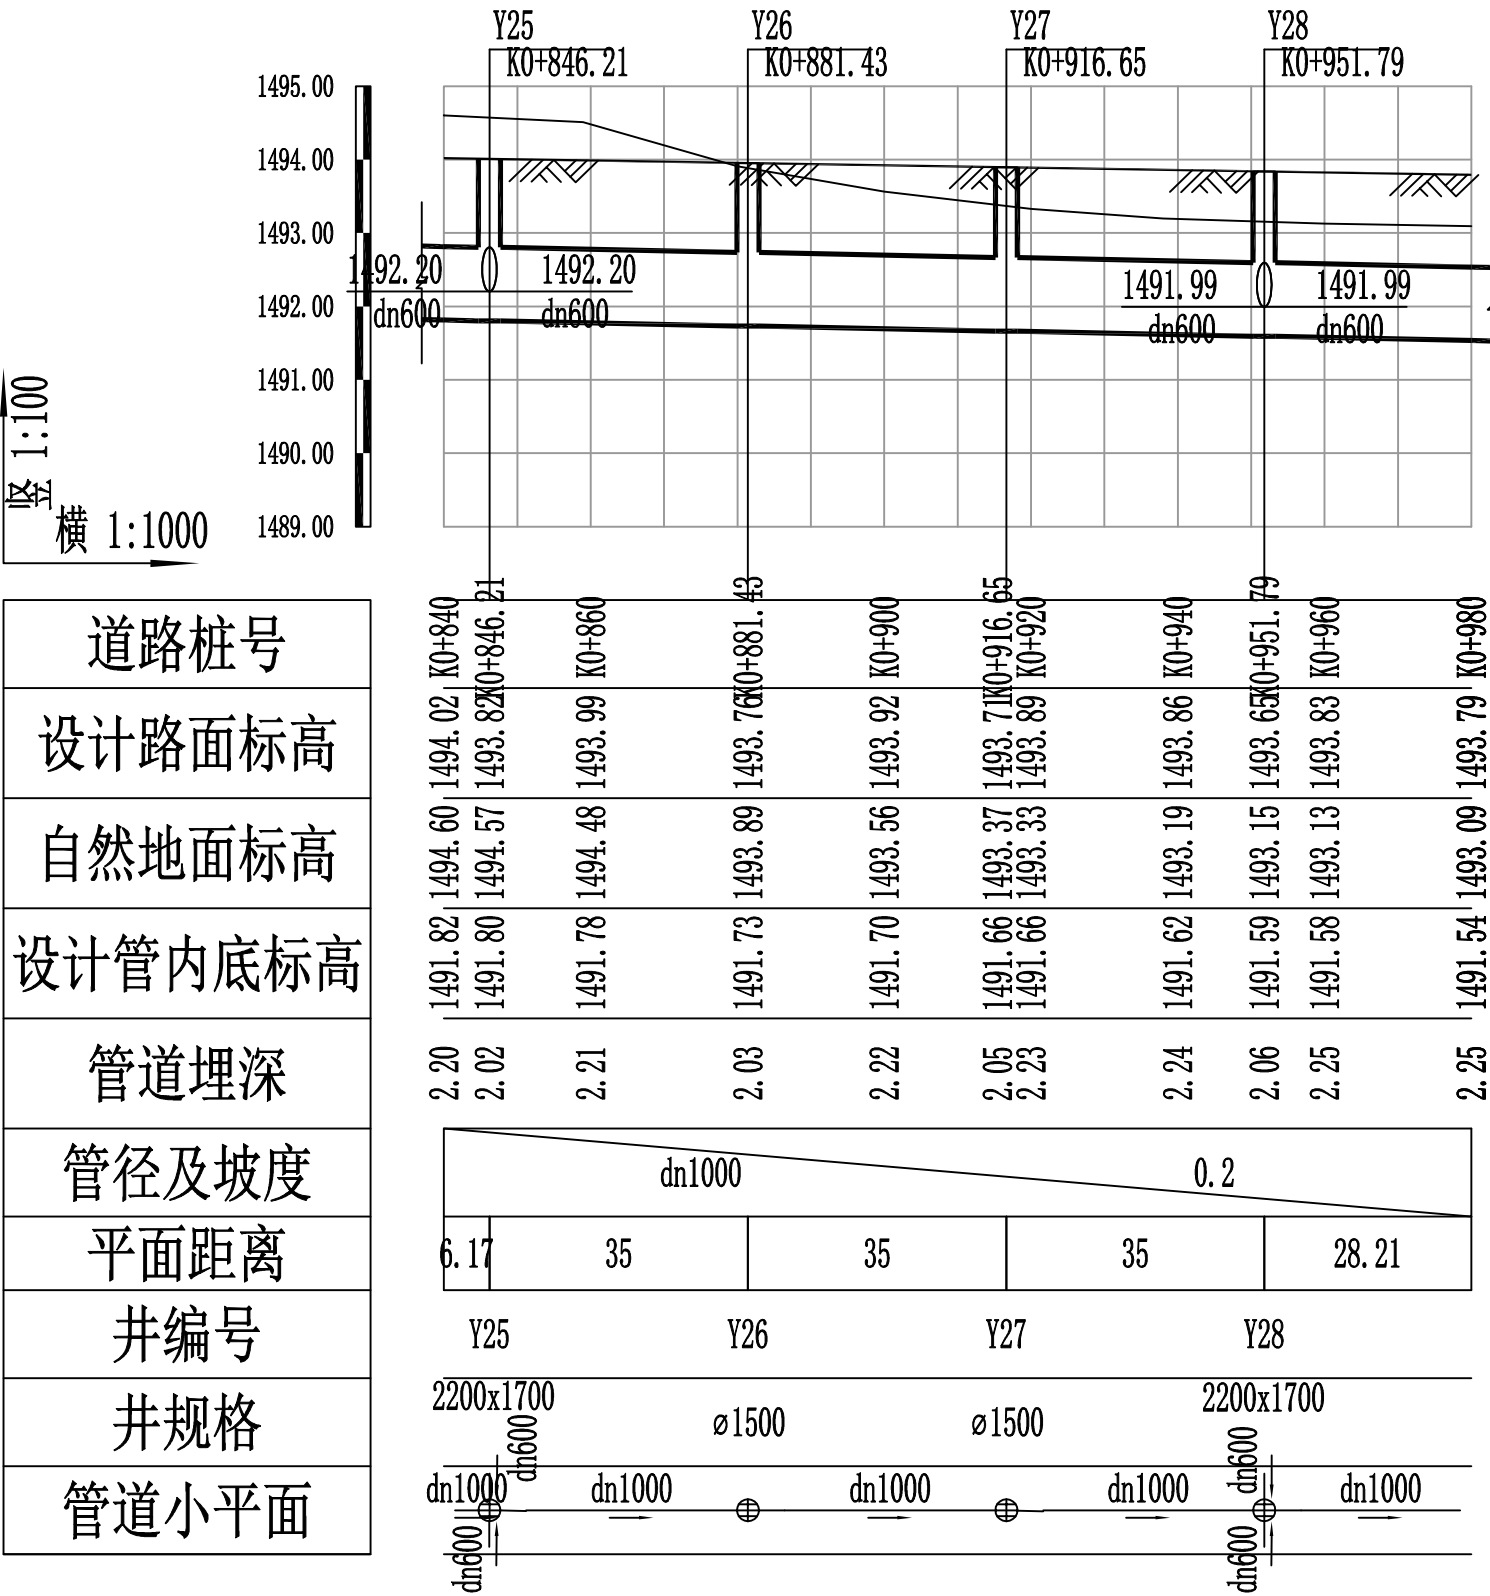 Y25 Y26 Y27 Y28
K0+846.21 K0+881.43 K0+916.65 K0+951.79
1495.00
1494.00
1493.00
1492.00
1491.00
1490.00
1489.00
1492.20 1492.20 1491.99 1491.99
dn600 dn600 dn600 dn600
竖 1:100
横 1:1000
道路桩号 K0+840 K0+846.21 K0+860 K0+881.43 K0+900 K0+916.65 K0+920 K0+940 K0+951.79 K0+960 K0+980
设计路面标高 1494.02 1493.82 1493.99 1493.76 1493.92 1493.71 1493.89 1493.86 1493.65 1493.83 1493.79
自然地面标高 1494.60 1494.57 1494.48 1493.89 1493.56 1493.37 1493.33 1493.19 1493.15 1493.13 1493.09
设计管内底标高 1491.82 1491.80 1491.78 1491.73 1491.70 1491.66 1491.66 1491.62 1491.59 1491.58 1491.54
管道埋深 2.20 2.02 2.21 2.03 2.22 2.05 2.23 2.24 2.06 2.25 2.25
管径及坡度 dn1000 0.2
平面距离 6.17 35 35 35 28.21
井编号 Y25 Y26 Y27 Y28
井规格 2200x1700 ⌀1500 ⌀1500 2200x1700
管道小平面 dn1000 dn600 dn1000 dn1000 dn1000 dn600 dn1000
dn600 dn600